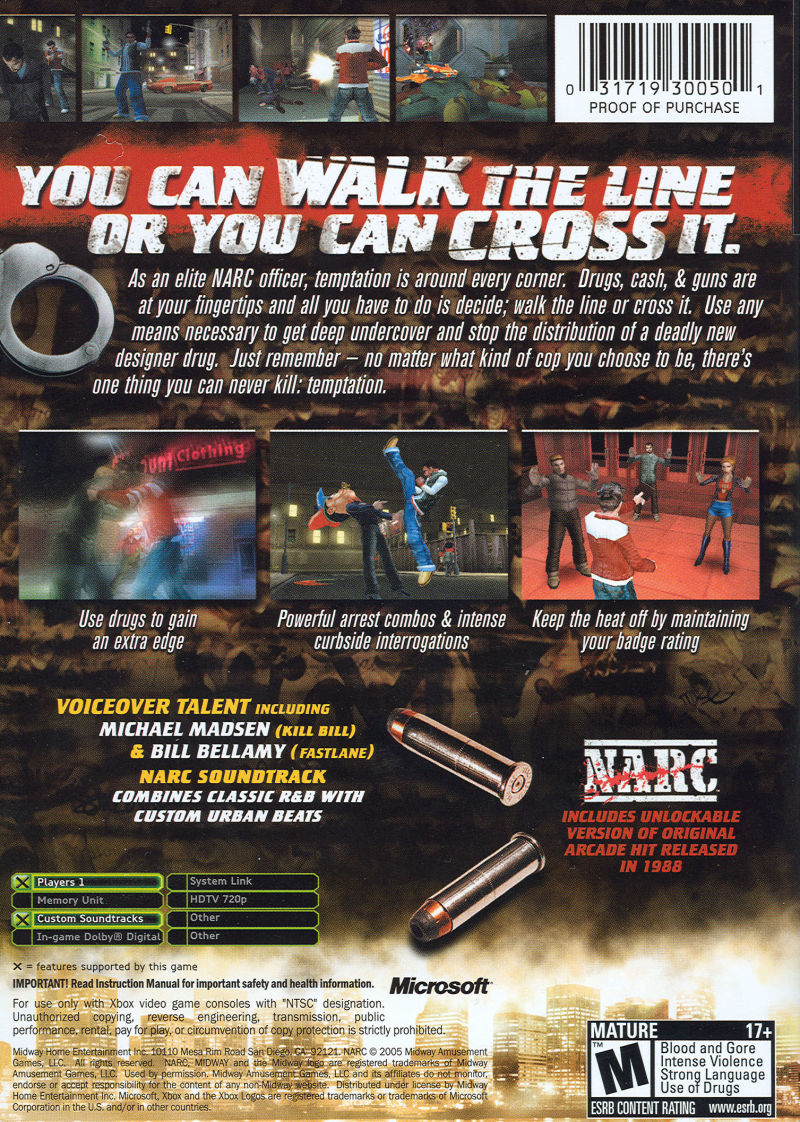 0 31719 30050 1
PROOF OF PURCHASE
YOU CAN WALK THE LINE
OR YOU CAN CROSS IT.
As an elite NARC officer, temptation is around every corner. Drugs, cash, & guns are
at your fingertips and all you have to do is decide; walk the line or cross it. Use any
means necessary to get deep undercover and stop the distribution of a deadly new
designer drug. Just remember – no matter what kind of cop you choose to be, there's
one thing you can never kill: temptation.
Clothing
Use drugs to gain
an extra edge
Powerful arrest combos & intense
curbside interrogations
Keep the heat off by maintaining
your badge rating
VOICEOVER TALENT INCLUDING
MICHAEL MADSEN (KILL BILL)
& BILL BELLAMY (FASTLANE)
NARC SOUNDTRACK
COMBINES CLASSIC R&B WITH
CUSTOM URBAN BEATS
NARC
INCLUDES UNLOCKABLE
VERSION OF ORIGINAL
ARCADE HIT RELEASED
IN 1988
X Players 1
Memory Unit
X Custom Soundtracks
In-game Dolby® Digital
System Link
HDTV 720p
Other
Other
X = features supported by this game
IMPORTANT! Read Instruction Manual for important safety and health information.
Microsoft
For use only with Xbox video game consoles with "NTSC" designation.
Unauthorized copying, reverse engineering, transmission, public
performance, rental, pay for play, or circumvention of copy protection is strictly prohibited.
Midway Home Entertainment Inc. 10110 Mesa Rim Road San Diego, CA 92121. NARC © 2005 Midway Amusement
Games, LLC. All rights reserved. NARC, MIDWAY and the Midway logo are registered trademarks of Midway
Amusement Games, LLC. Used by permission. Midway Amusement Games, LLC and its affiliates do not monitor,
endorse or accept responsibility for the content of any non-Midway website. Distributed under license by Midway
Home Entertainment Inc. Microsoft, Xbox and the Xbox Logos are registered trademarks or trademarks of Microsoft
Corporation in the U.S. and/or in other countries.
MATURE 17+
M
Blood and Gore
Intense Violence
Strong Language
Use of Drugs
ESRB CONTENT RATING www.esrb.org